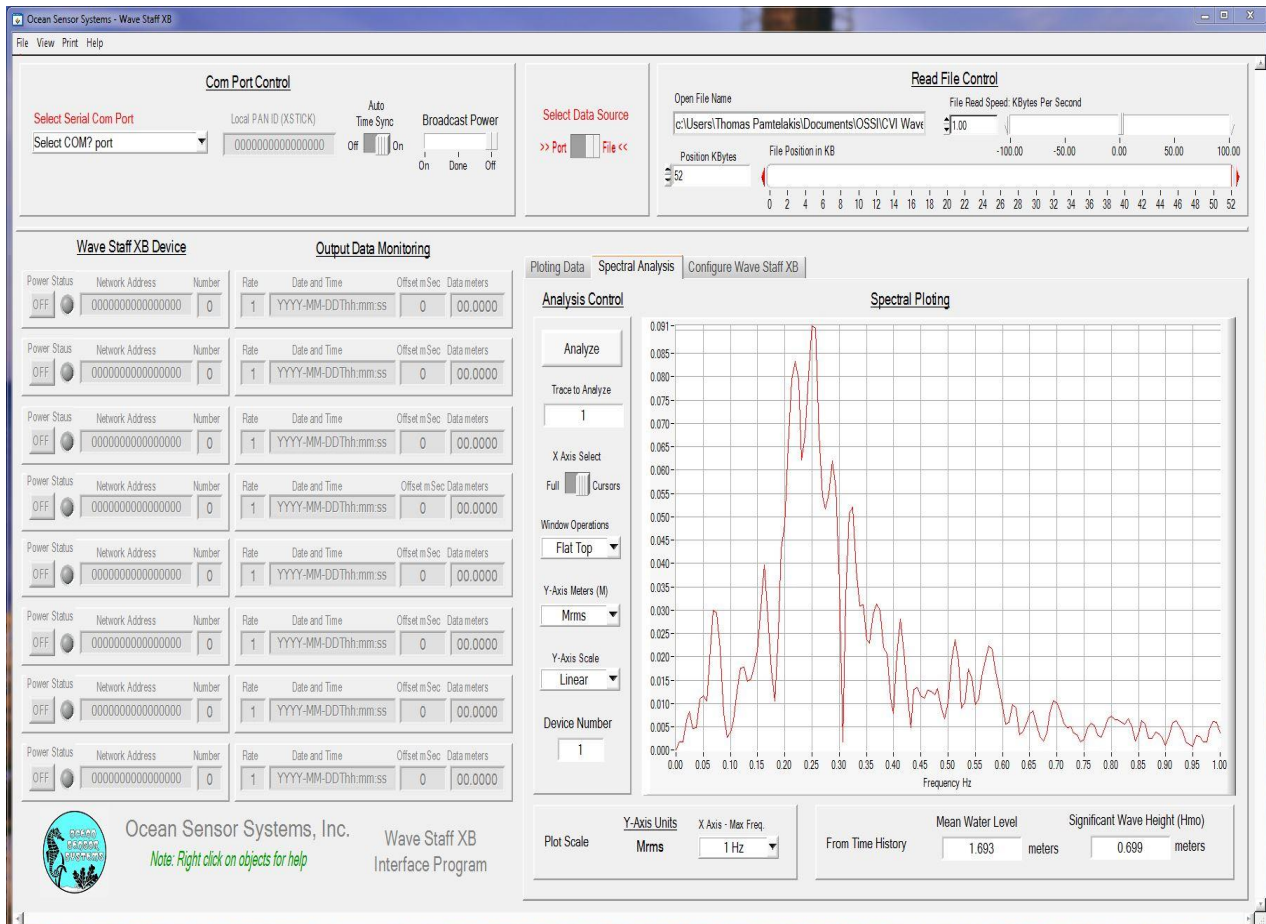 Ocean Sensor Systems - Wave Staff XB
File View Print Help
Com Port Control
Select Serial Com Port
Select COM? port
Local PAN ID (XSTICK)
0000000000000000
Auto
Time Sync
Off On
Broadcast Power
On Done Off
Select Data Source
>> Port File <<
Read File Control
Open File Name
c:\Users\Thomas Pamtelakis\Documents\OSSI\CVI Wave
File Read Speed: KBytes Per Second
1.00
-100.00 -50.00 0.00 50.00 100.00
Position KBytes
52
File Position in KB
0 2 4 6 8 10 12 14 16 18 20 22 24 26 28 30 32 34 36 38 40 42 44 46 48 50 52
Wave Staff XB Device
Output Data Monitoring
Power Status Network Address Number Rate Date and Time Offset mSec Data meters
OFF 0000000000000000 0 1 YYYY-MM-DDThh:mm:ss 0 00.0000
Power Staus Network Address Number Rate Date and Time Offset mSec Data meters
OFF 0000000000000000 0 1 YYYY-MM-DDThh:mm:ss 0 00.0000
Power Staus Network Address Number Rate Date and Time Offset mSec Data meters
OFF 0000000000000000 0 1 YYYY-MM-DDThh:mm:ss 0 00.0000
Power Status Network Address Number Rate Date and Time Offset mSec Data meters
OFF 0000000000000000 0 1 YYYY-MM-DDThh:mm:ss 0 00.0000
Power Status Network Address Number Rate Date and Time Offset mSec Data meters
OFF 0000000000000000 0 1 YYYY-MM-DDThh:mm:ss 0 00.0000
Power Status Network Address Number Rate Date and Time Offset mSec Data meters
OFF 0000000000000000 0 1 YYYY-MM-DDThh:mm:ss 0 00.0000
Power Status Network Address Number Rate Date and Time Offset mSec Data meters
OFF 0000000000000000 0 1 YYYY-MM-DDThh:mm:ss 0 00.0000
Power Status Network Address Number Rate Date and Time Offset mSec Data meters
OFF 0000000000000000 0 1 YYYY-MM-DDThh:mm:ss 0 00.0000
OCEAN
SENSOR
SYSTEMS
Ocean Sensor Systems, Inc.
Note: Right click on objects for help
Wave Staff XB
Interface Program
Ploting Data Spectral Analysis Configure Wave Staff XB
Analysis Control
Analyze
Trace to Analyze
1
X Axis Select
Full Cursors
Window Operations
Flat Top
Y-Axis Meters (M)
Mrms
Y-Axis Scale
Linear
Device Number
1
Spectral Ploting
0.091
0.085
0.080
0.075
0.070
0.065
0.060
0.055
0.050
0.045
0.040
0.035
0.030
0.025
0.020
0.015
0.010
0.005
0.000
0.00 0.05 0.10 0.15 0.20 0.25 0.30 0.35 0.40 0.45 0.50 0.55 0.60 0.65 0.70 0.75 0.80 0.85 0.90 0.95 1.00
Frequency Hz
Plot Scale
Y-Axis Units
Mrms
X Axis - Max Freq.
1 Hz
From Time History
Mean Water Level
1.693 meters
Significant Wave Height (Hmo)
0.699 meters